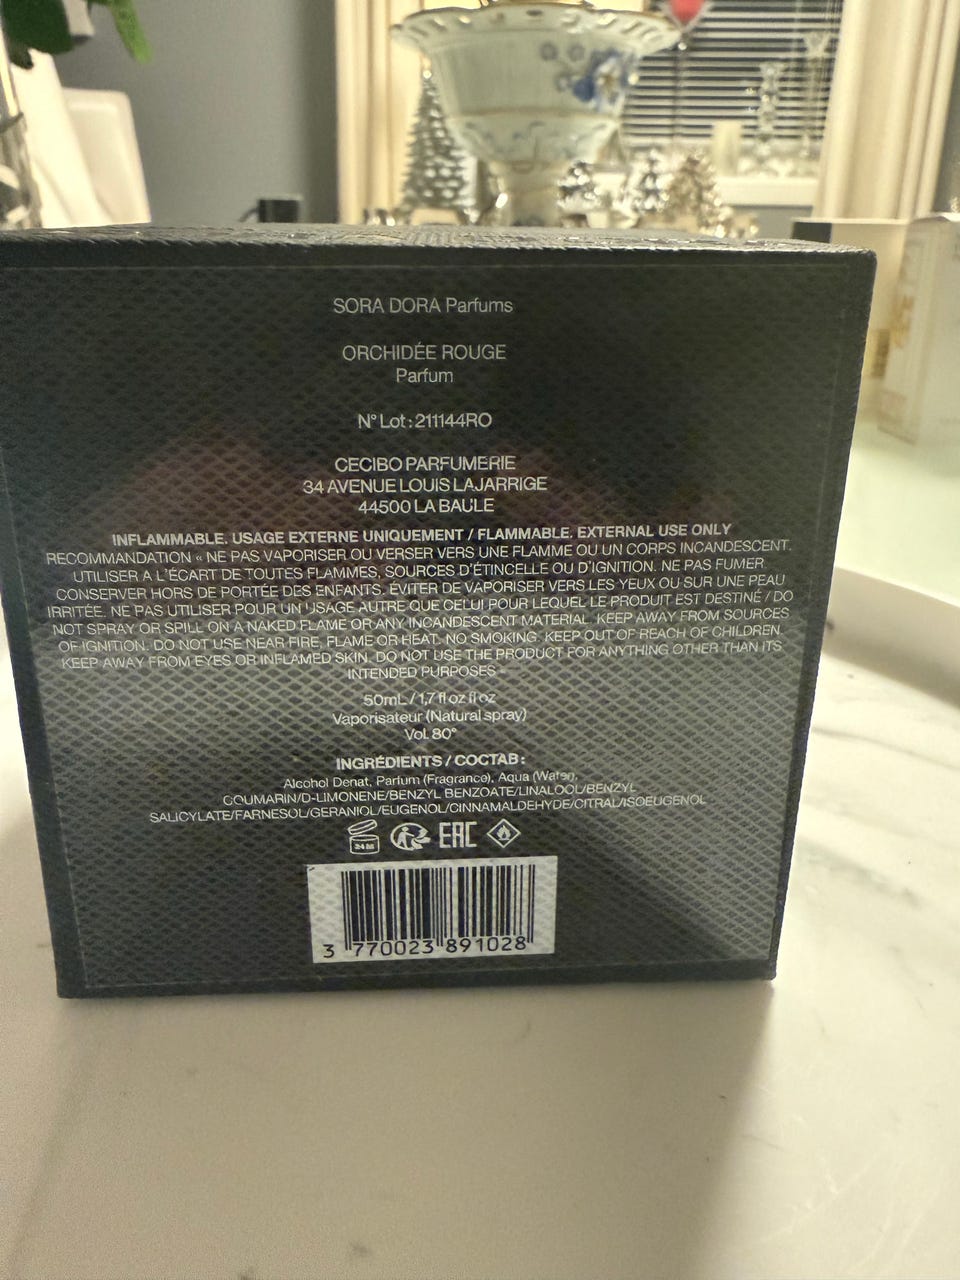 SORA DORA Parfums
ORCHIDÉE ROUGE
Parfum
N° Lot : 211144RO
CECIBO PARFUMERIE
34 AVENUE LOUIS LAJARRIGE
44500 LA BAULE
INFLAMMABLE. USAGE EXTERNE UNIQUEMENT / FLAMMABLE. EXTERNAL USE ONLY
RECOMMANDATION « NE PAS VAPORISER OU VERSER VERS UNE FLAMME OU UN CORPS INCANDESCENT.
UTILISER A L'ÉCART DE TOUTES FLAMMES, SOURCES D'ÉTINCELLE OU D'IGNITION. NE PAS FUMER
CONSERVER HORS DE PORTÉE DES ENFANTS. ÉVITER DE VAPORISER VERS LES YEUX OU SUR UNE PEAU
IRRITÉE. NE PAS UTILISER POUR UN USAGE AUTRE QUE CELUI POUR LEQUEL LE PRODUIT EST DESTINÉ / DO
NOT SPRAY OR SPILL ON A NAKED FLAME OR ANY INCANDESCENT MATERIAL. KEEP AWAY FROM SOURCES
OF IGNITION. DO NOT USE NEAR FIRE, FLAME OR HEAT. NO SMOKING. KEEP OUT OF REACH OF CHILDREN.
KEEP AWAY FROM EYES OR INFLAMED SKIN. DO NOT USE THE PRODUCT FOR ANYTHING OTHER THAN ITS
INTENDED PURPOSES -
50mL / 1,7 fl oz fl oz
Vaporisateur (Natural spray)
Vol. 80°
INGRÉDIENTS / COCTAB :
Alcohol Denat, Parfum (Fragrance), Aqua (Water),
COUMARIN/D-LIMONENE/BENZYL BENZOATE/LINALOOL/BENZYL
SALICYLATE/FARNESOL/GERANIOL/EUGENOL/CINNAMALDEHYDE/CITRAL/ISOEUGENOL
24 M EAC
3 770023 891028